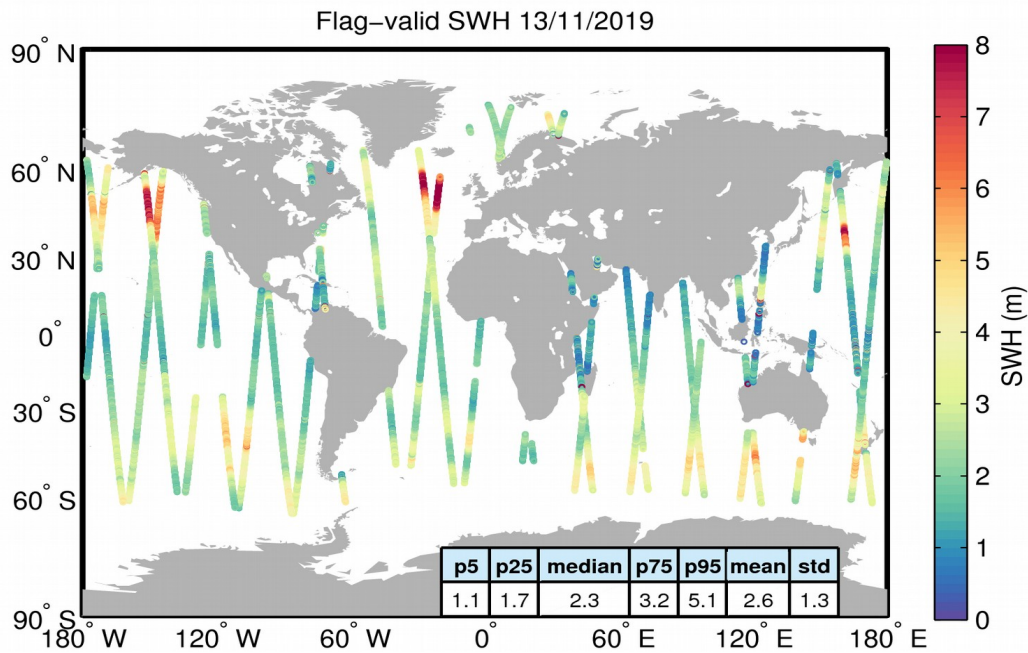 Flag−valid SWH 13/11/2019
90° N
60° N
30° N
0°
30° S
60° S
90° S
180° W
120° W
60° W
0°
60° E
120° E
180° E
p5 p25 median p75 p95 mean std
1.1 1.7 2.3 3.2 5.1 2.6 1.3
8
7
6
5
4
3
2
1
0
SWH (m)